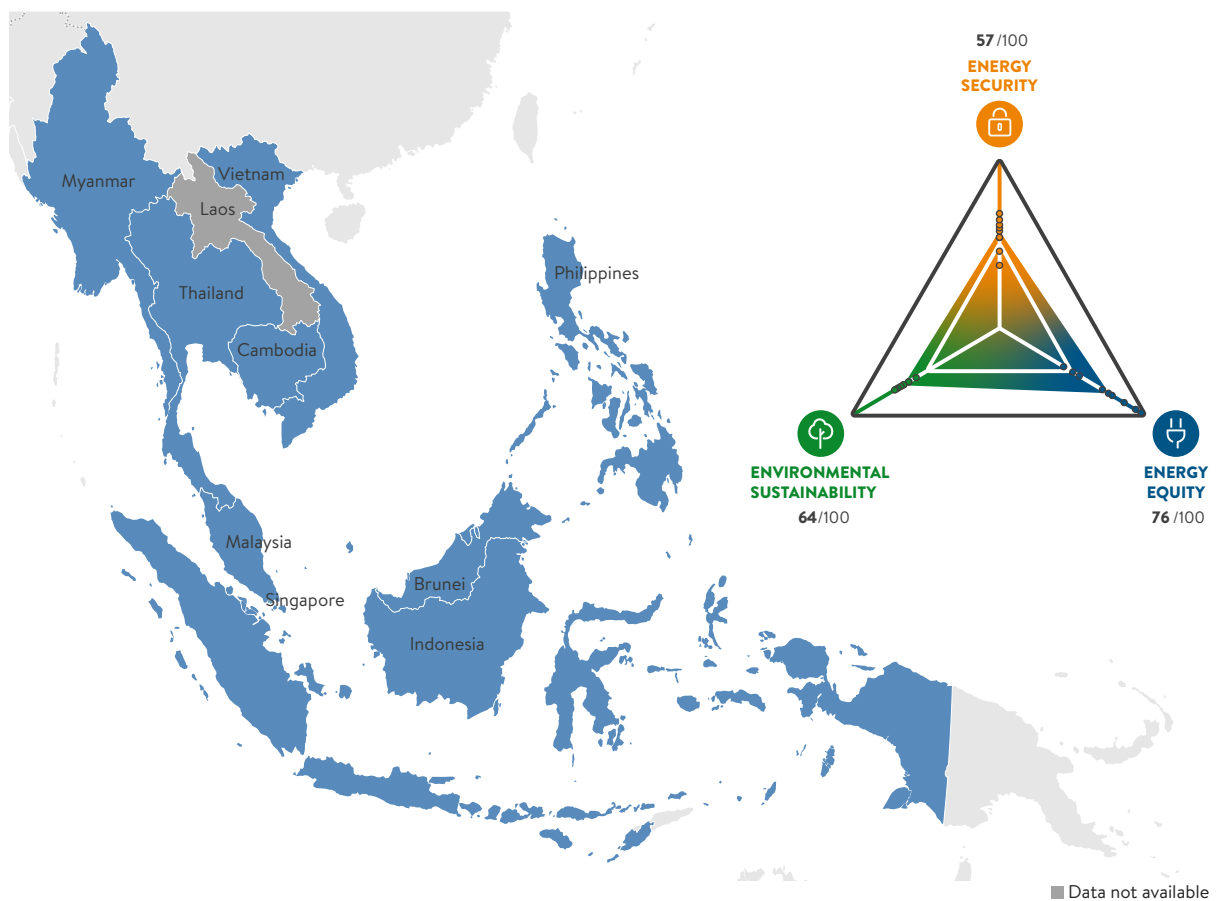 57 /100
ENERGY
SECURITY
Myanmar
Vietnam
Laos
Philippines
Thailand
Cambodia
ENVIRONMENTAL
SUSTAINABILITY
64/100
ENERGY
EQUITY
76 /100
Malaysia
Singapore
Brunei
Indonesia
Data not available